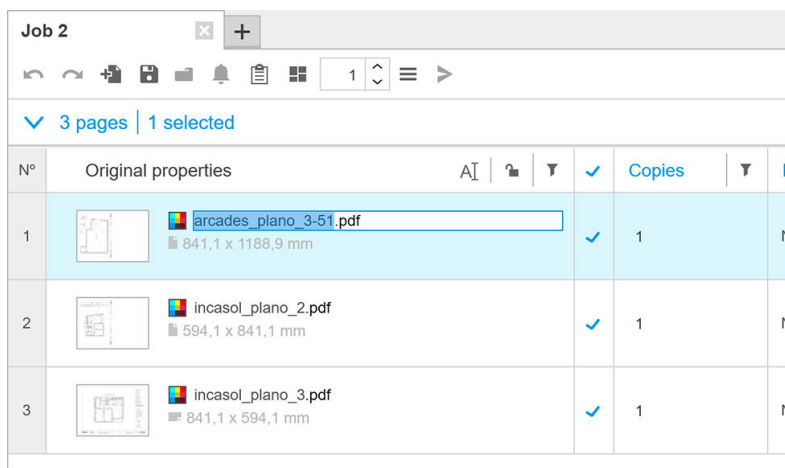 Job 2
1
3 pages | 1 selected
Nº Original properties Copies
1 arcades_plano_3-51.pdf 1
841,1 x 1188,9 mm
2 incasol_plano_2.pdf 1
594,1 x 841,1 mm
3 incasol_plano_3.pdf 1
841,1 x 594,1 mm